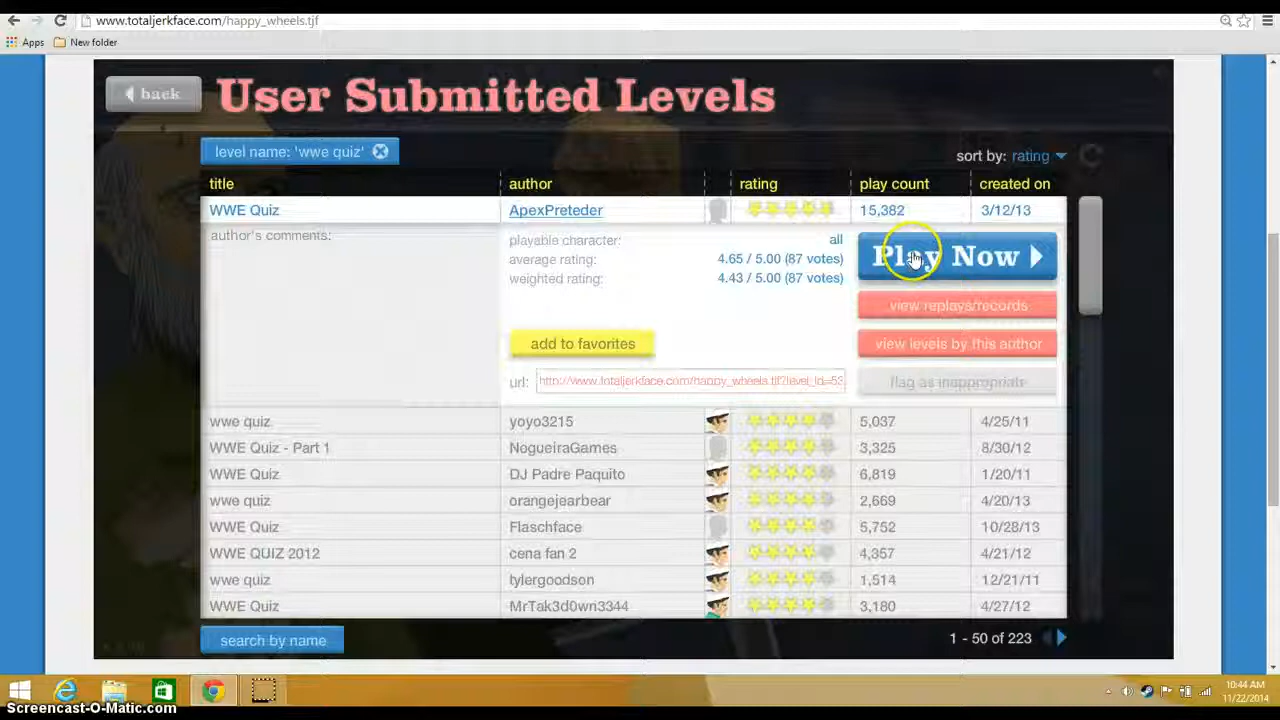 www.totaljerkface.com/happy_wheels.tjf
Apps New folder
back User Submitted Levels
level name: 'wwe quiz' sort by: rating
title author rating play count created on
WWE Quiz ApexPreteder 15,382 3/12/13
author's comments: playable character: all Play Now
average rating: 4.65 / 5.00 (87 votes)
weighted rating: 4.43 / 5.00 (87 votes)
view replays/records
add to favorites view levels by this author
url: http://www.totaljerkface.com/happy_wheels.tjf?level_id=53 flag as inappropriate
wwe quiz yoyo3215 5,037 4/25/11
WWE Quiz - Part 1 NogueiraGames 3,325 8/30/12
WWE Quiz DJ Padre Paquito 6,819 1/20/11
wwe quiz orangejearbear 2,669 4/20/13
WWE Quiz Flaschface 5,752 10/28/13
WWE QUIZ 2012 cena fan 2 4,357 4/21/12
wwe quiz tylergoodson 1,514 12/21/11
WWE Quiz MrTak3d0wn3344 3,180 4/27/12
search by name 1 - 50 of 223
10:44 AM
11/22/2014
Screencast-O-Matic.com